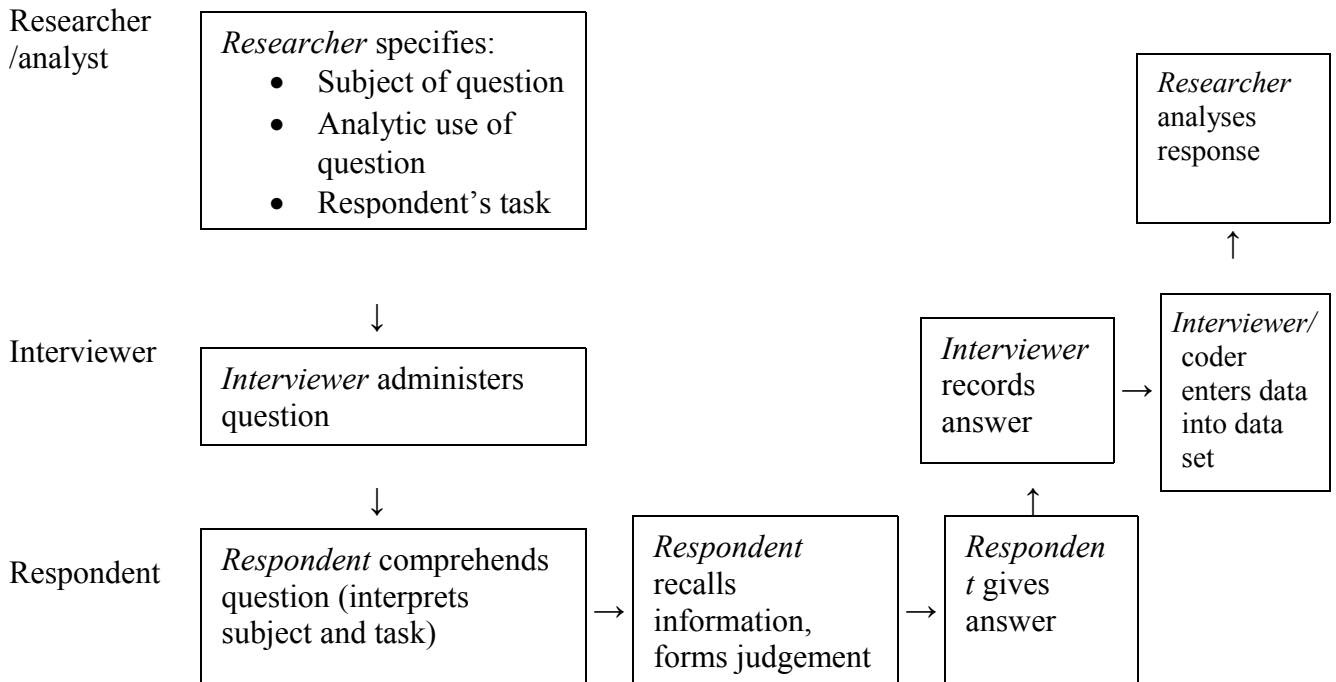 Researcher
/analyst
Researcher specifies:
• Subject of question
• Analytic use of
question
• Respondent’s task
Researcher
analyses
response
↑
↓
Interviewer
Interviewer administers
question
Interviewer
records
answer
→
Interviewer/
coder
enters data
into data
set
↓
↑
Respondent
Respondent comprehends
question (interprets
subject and task)
→
Respondent
recalls
information,
forms judgement
→
Responden
t gives
answer